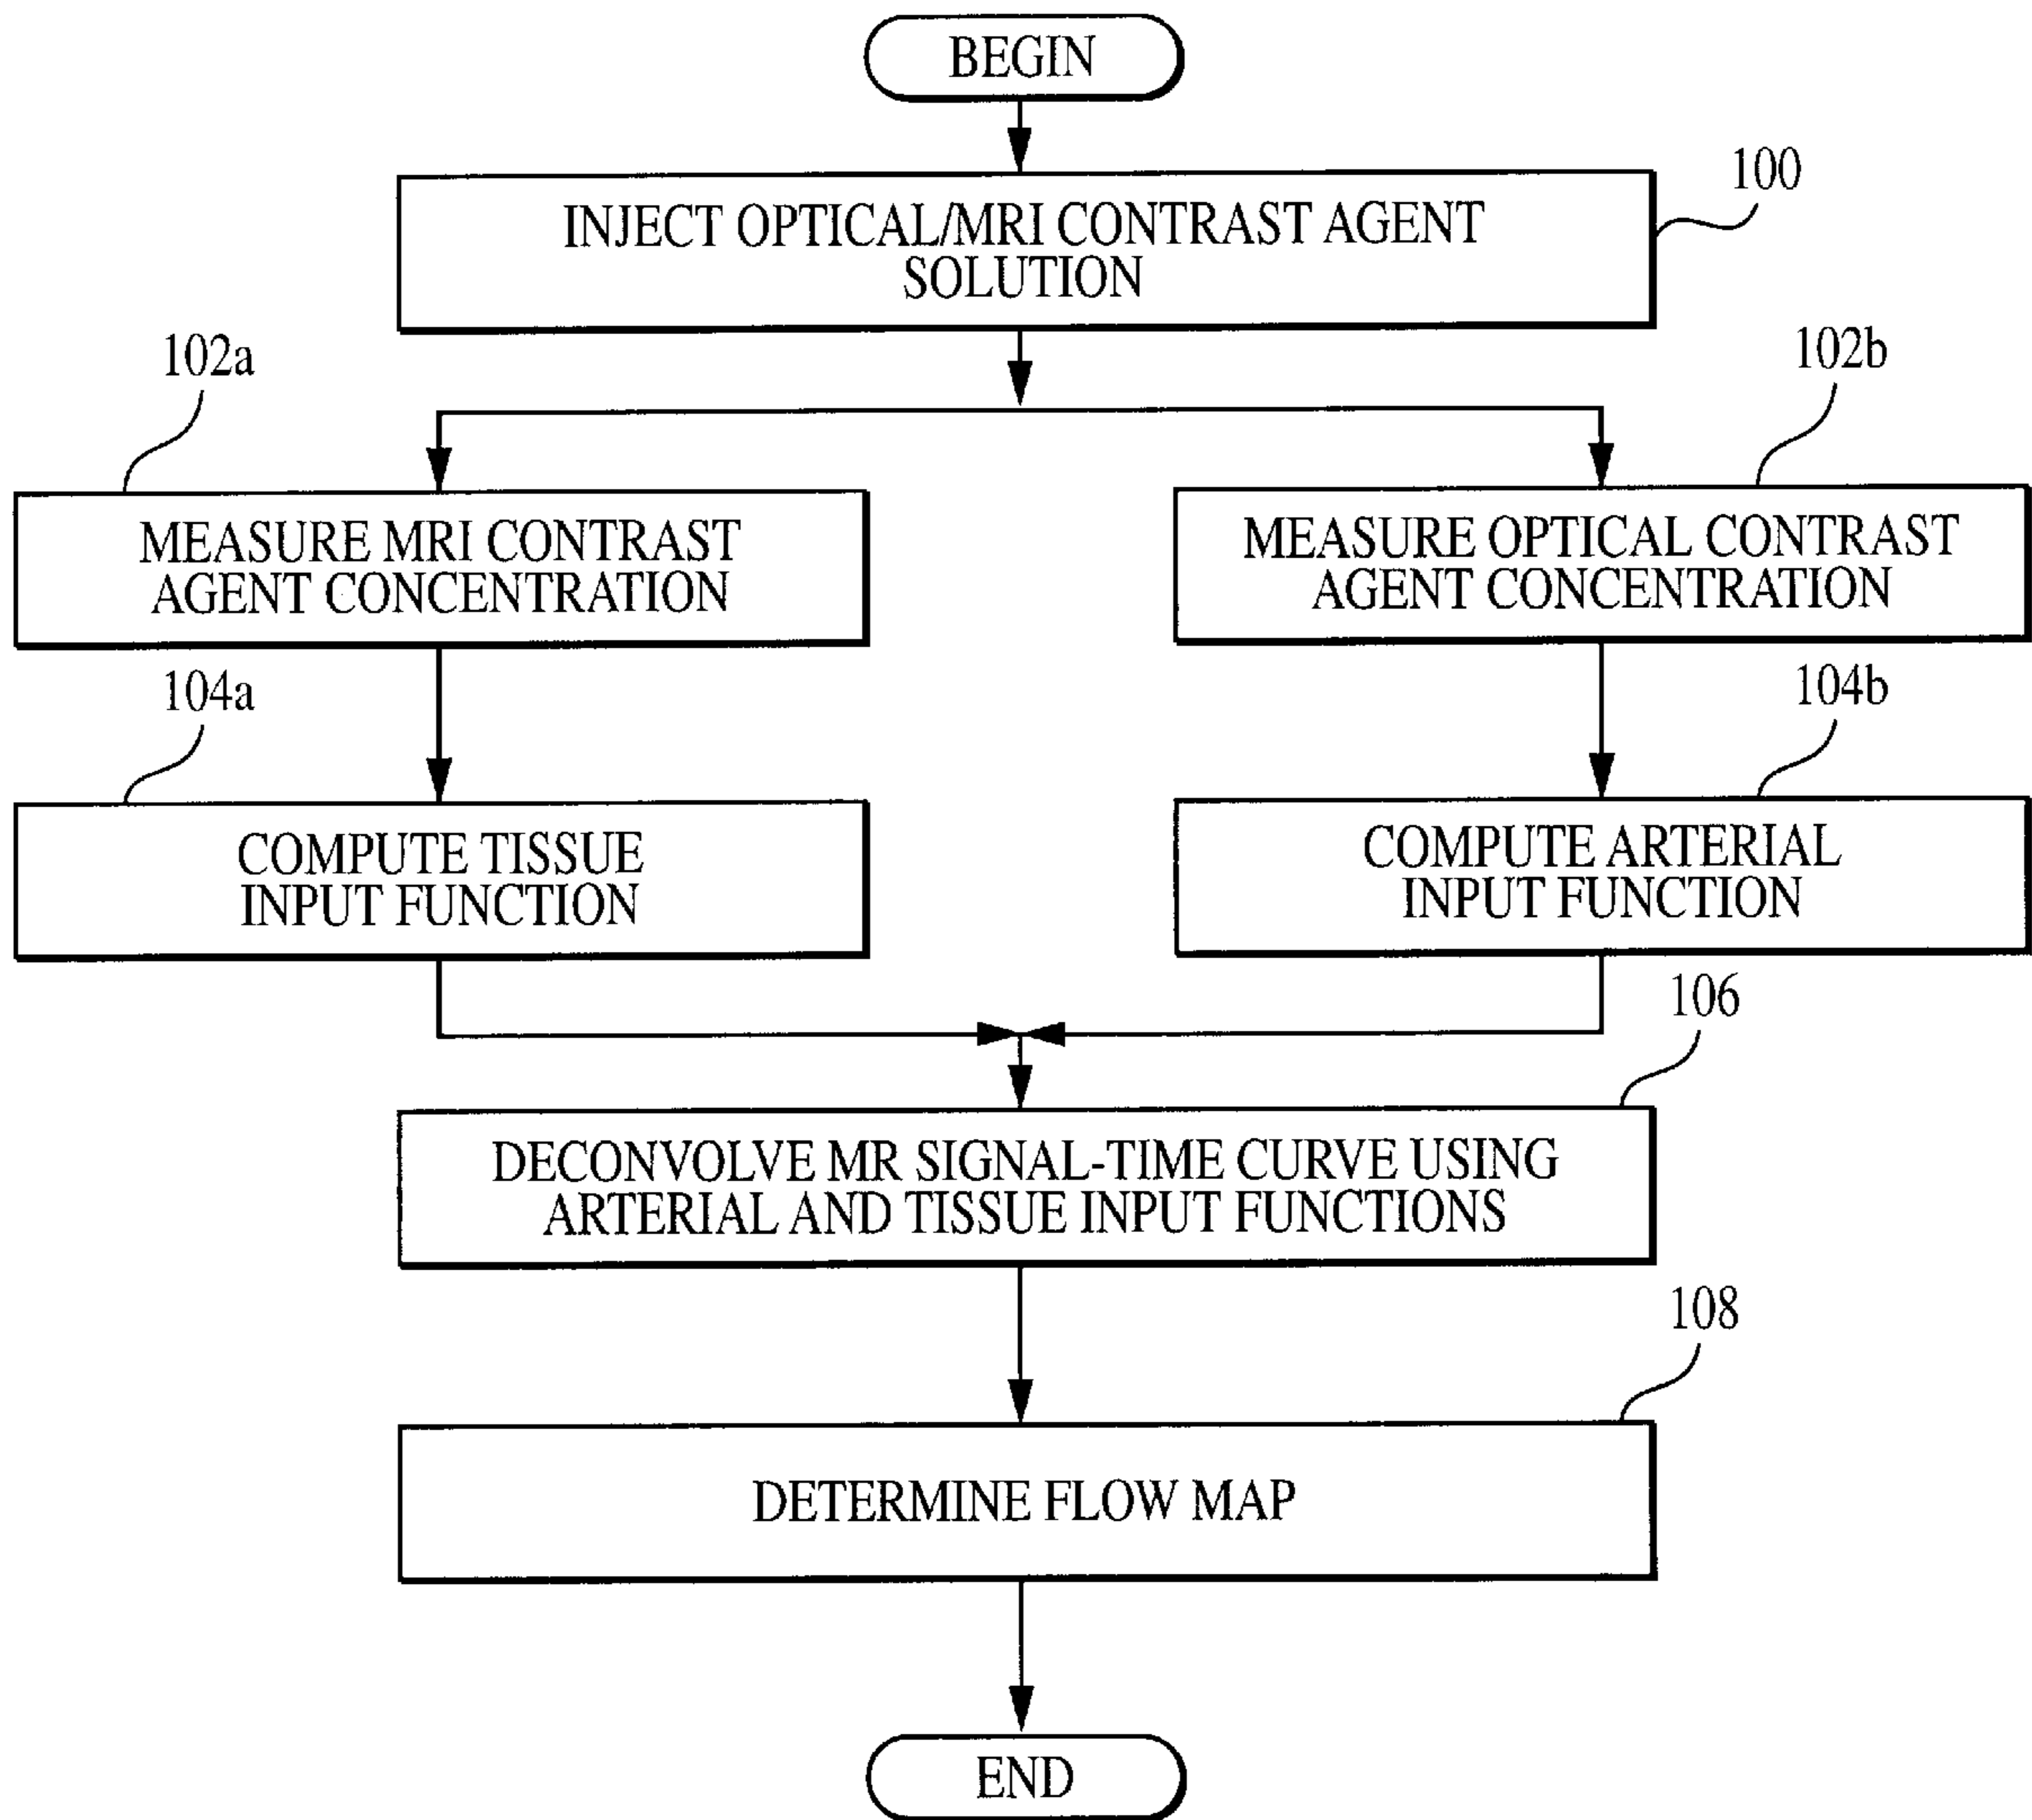 BEGIN
100
INJECT OPTICAL/MRI CONTRAST AGENT
SOLUTION
102a
102b
MEASURE MRI CONTRAST
AGENT CONCENTRATION
MEASURE OPTICAL CONTRAST
AGENT CONCENTRATION
104a
104b
COMPUTE TISSUE
INPUT FUNCTION
COMPUTE ARTERIAL
INPUT FUNCTION
106
DECONVOLVE MR SIGNAL-TIME CURVE USING
ARTERIAL AND TISSUE INPUT FUNCTIONS
108
DETERMINE FLOW MAP
END